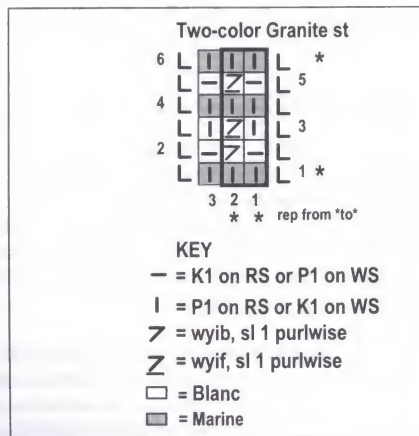 Two-color Granite st
6 L I I I L *
L – Z – L 5
4 L I I I L
L I Z I L 3
2 L – 7 – L
L I I I L 1 *
3 2 1
* * rep from *to*
KEY
– = K1 on RS or P1 on WS
I = P1 on RS or K1 on WS
7 = wyib, sl 1 purlwise
Z = wyif, sl 1 purlwise
= Blanc
= Marine